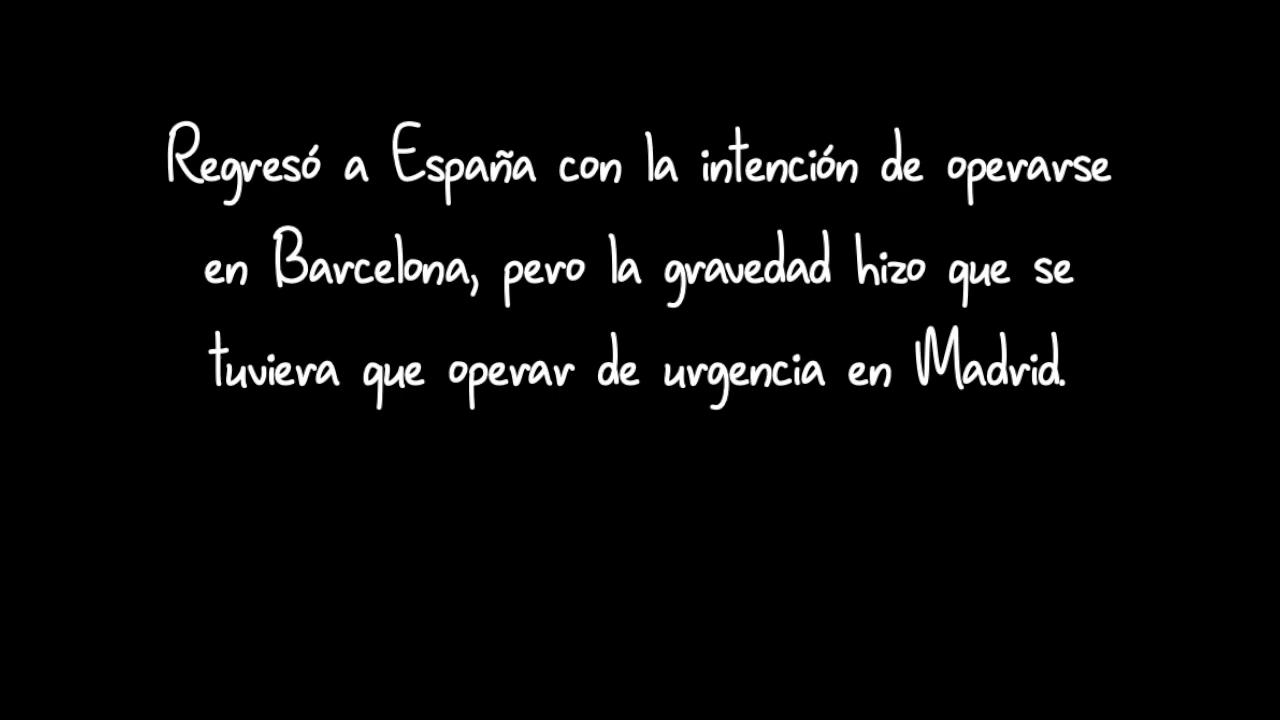 Regresó a España con la intención de operarse
en Barcelona, pero la gravedad hizo que se
tuviera que operar de urgencia en Madrid.